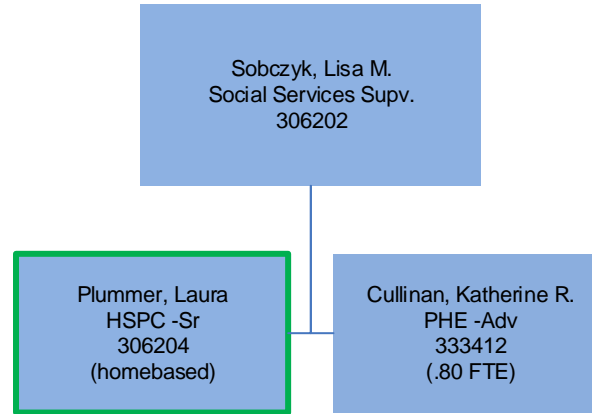 Sobczyk, Lisa M.
Social Services Supv.
306202
Plummer, Laura
HSPC -Sr
306204
(homebased)
Cullinan, Katherine R.
PHE -Adv
333412
(.80 FTE)